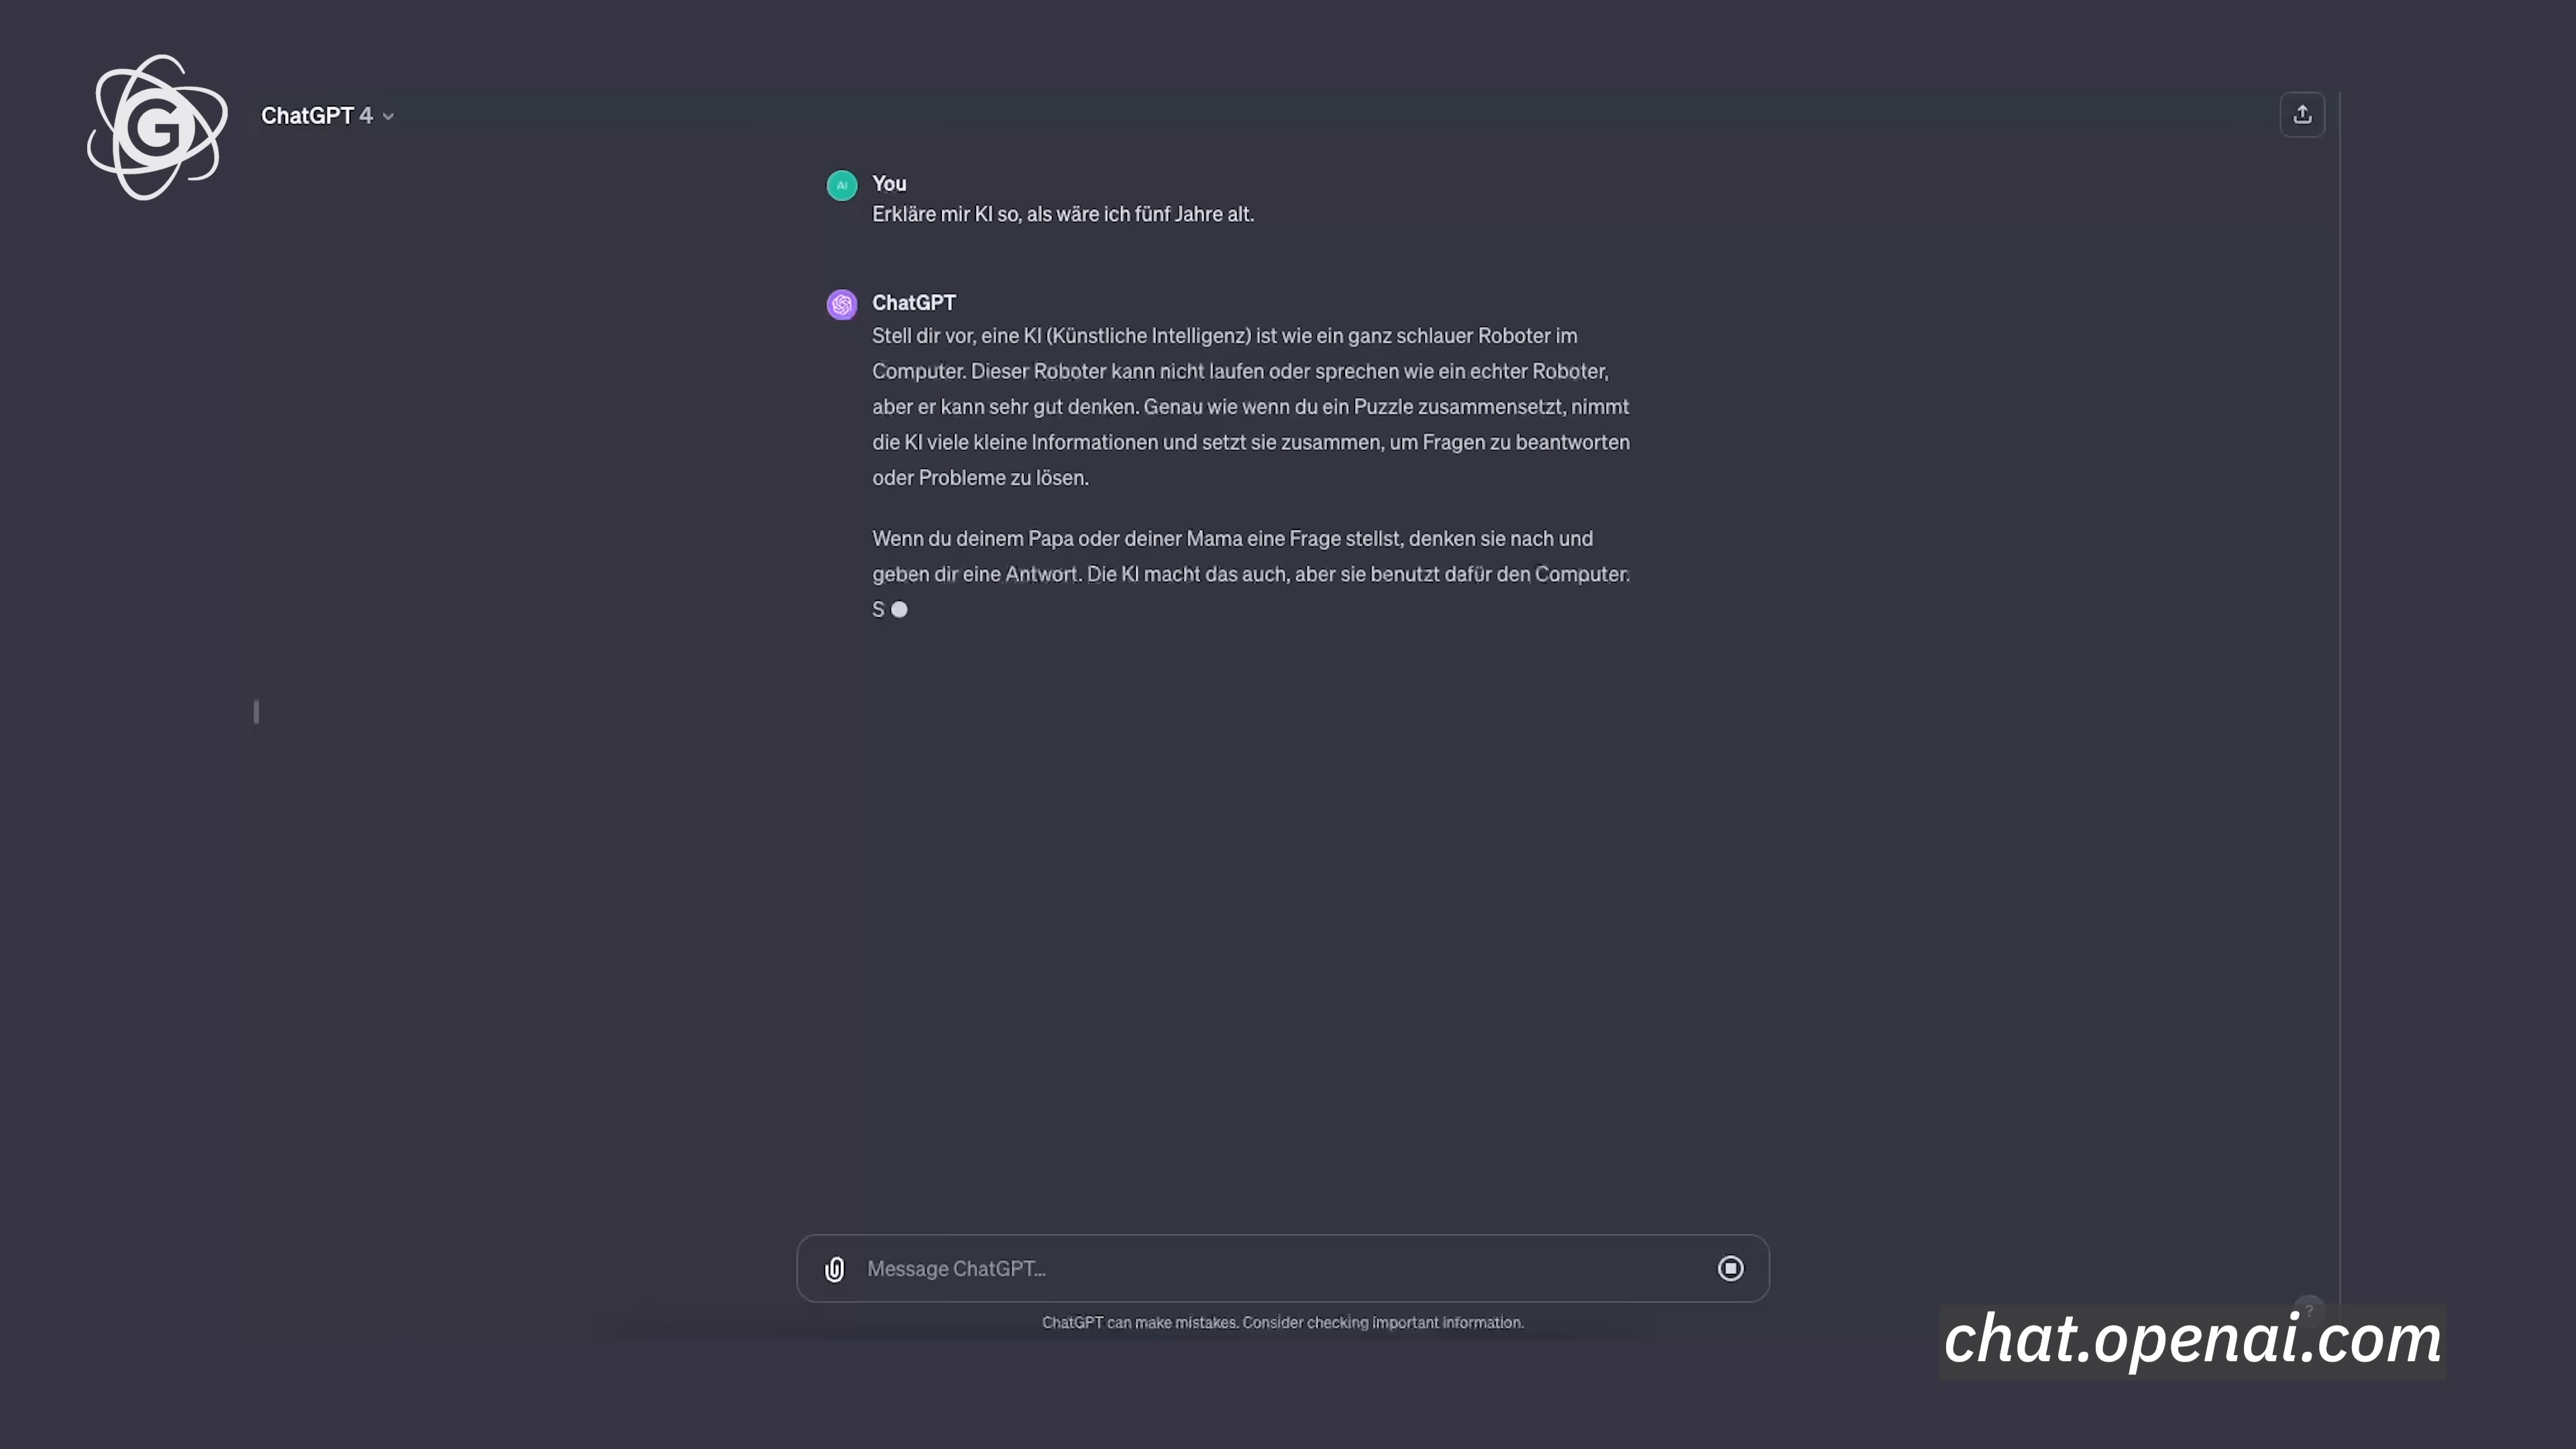 G
ChatGPT 4
You
AI
Erkläre mir KI so, als wäre ich fünf Jahre alt.
ChatGPT
Stell dir vor, eine KI (Künstliche Intelligenz) ist wie ein ganz schlauer Roboter im
Computer. Dieser Roboter kann nicht laufen oder sprechen wie ein echter Roboter,
aber er kann sehr gut denken. Genau wie wenn du ein Puzzle zusammensetzt, nimmt
die KI viele kleine Informationen und setzt sie zusammen, um Fragen zu beantworten
oder Probleme zu lösen.
Wenn du deinem Papa oder deiner Mama eine Frage stellst, denken sie nach und
geben dir eine Antwort. Die KI macht das auch, aber sie benutzt dafür den Computer.
S
Message ChatGPT...
ChatGPT can make mistakes. Consider checking important information.
?
chat.openai.com